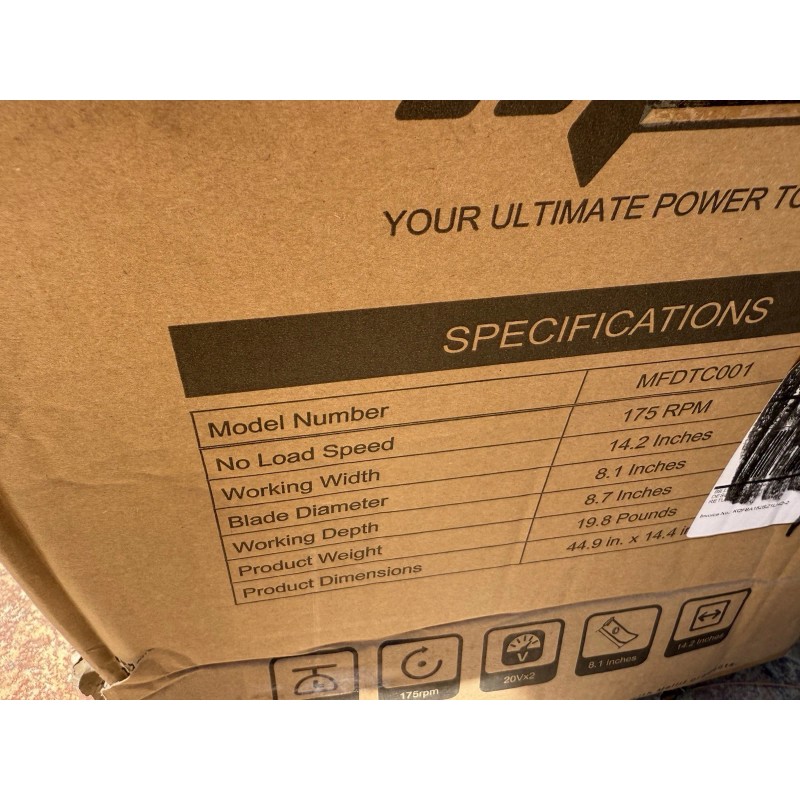 YOUR ULTIMATE POWER TO
SPECIFICATIONS
Model Number MFDTC001
No Load Speed 175 RPM
Working Width 14.2 Inches
Blade Diameter 8.1 Inches
Working Depth 8.7 Inches
Product Weight 19.8 Pounds
Product Dimensions 44.9 in. x 14.4 i
175rpm
V
20Vx2
8.1 Inches
14.2 Inches